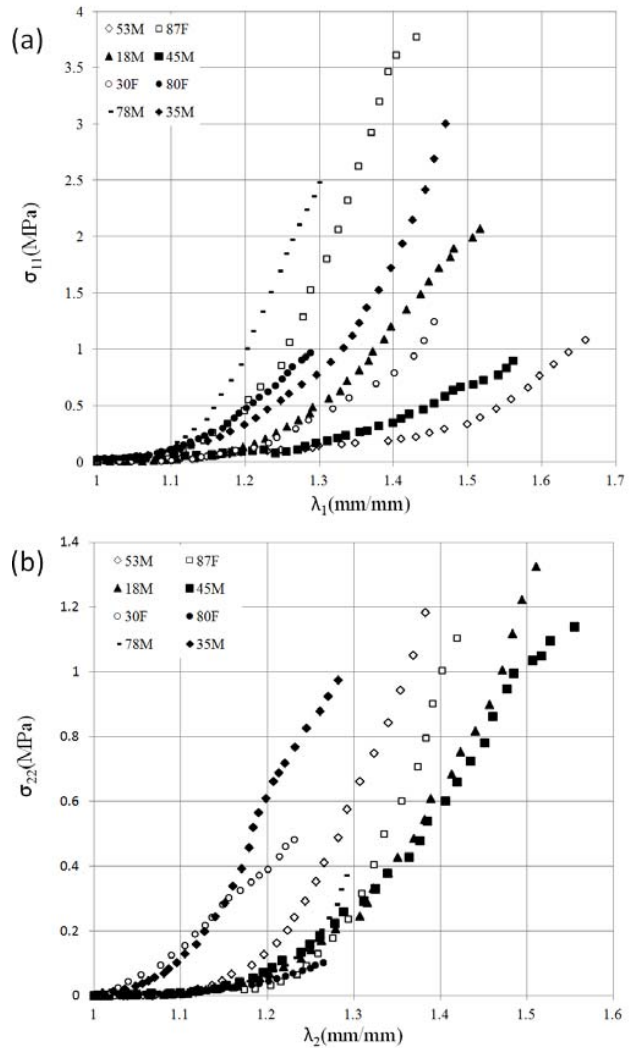 (a)
4
3.5
3
2.5
2
1.5
1
0.5
0
σ11(MPa)
53M 87F
18M 45M
30F 80F
78M 35M
1 1.1 1.2 1.3 1.4 1.5 1.6 1.7
λ1(mm/mm)
(b)
1.4
1.2
1
0.8
0.6
0.4
0.2
0
σ22(MPa)
53M 87F
18M 45M
30F 80F
78M 35M
1 1.1 1.2 1.3 1.4 1.5 1.6
λ2(mm/mm)